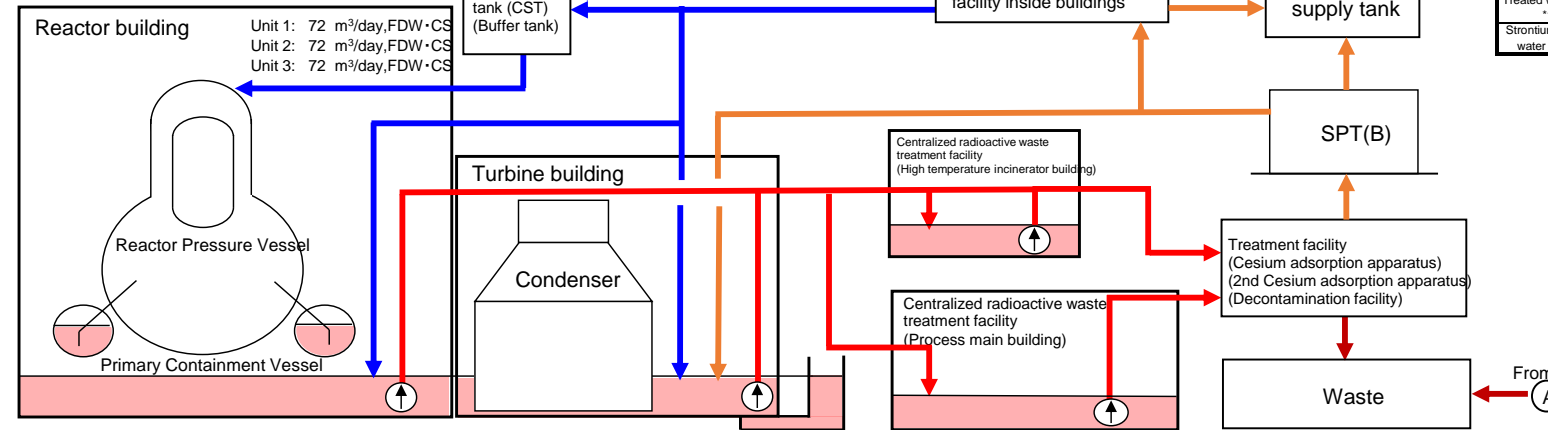 Reactor building
Unit 1: 72 m³/day,FDW・CS
Unit 2: 72 m³/day,FDW・CS
Unit 3: 72 m³/day,FDW・CS
tank (CST)
(Buffer tank)
facility inside buildings
supply tank
Treated
Strontium
water
SPT(B)
Centralized radioactive waste
treatment facility
(High temperature incinerator building)
Turbine building
Condenser
Reactor Pressure Vessel
Primary Containment Vessel
Treatment facility
(Cesium adsorption apparatus)
(2nd Cesium adsorption apparatus)
(Decontamination facility)
Centralized radioactive waste
treatment facility
(Process main building)
Waste
From
A